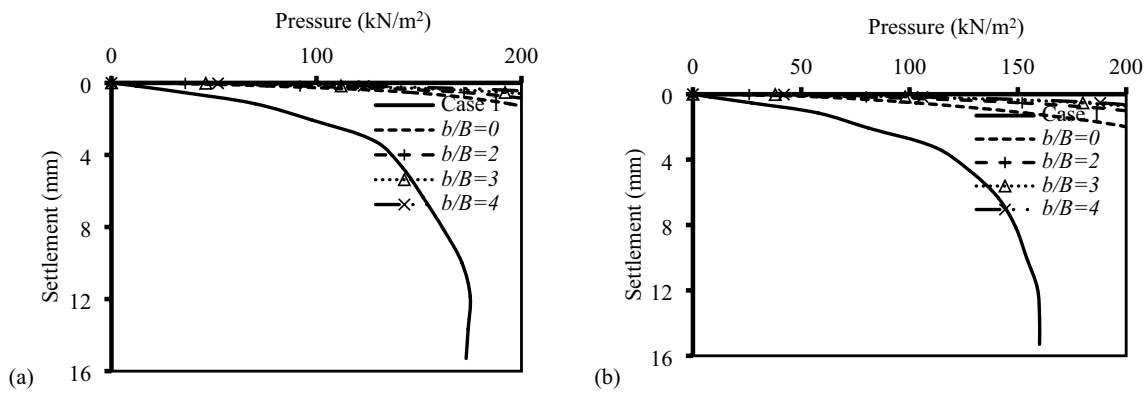 Pressure (kN/m²)
0 100 200
0
4
8
12
16
Settlement (mm)
Case 1
b/B=0
b/B=2
b/B=3
b/B=4
(a)
Pressure (kN/m²)
0 50 100 150 200
0
4
8
12
16
Settlement (mm)
Case 1
b/B=0
b/B=2
b/B=3
b/B=4
(b)